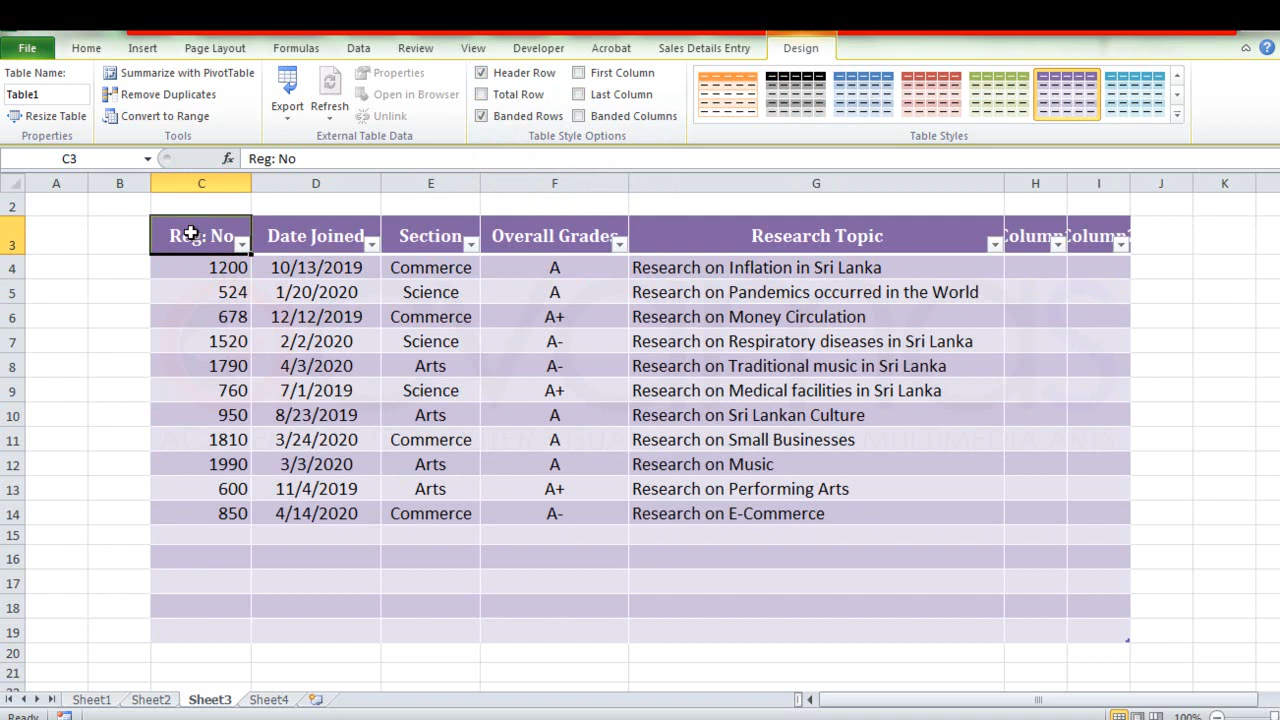 File Home Insert Page Layout Formulas Data Review View Developer Acrobat Sales Details Entry Design
Table Name: Summarize with PivotTable Properties Header Row First Column
Table1 Remove Duplicates Export Refresh Open in Browser Total Row Last Column
Resize Table Convert to Range Unlink Banded Rows Banded Columns
Properties Tools External Table Data Table Style Options Table Styles
C3 fx Reg: No
A B C D E F G H I J K
2
3 Reg: No Date Joined Section Overall Grades Research Topic
4 1200 10/13/2019 Commerce A Research on Inflation in Sri Lanka
5 524 1/20/2020 Science A Research on Pandemics occurred in the World
6 678 12/12/2019 Commerce A+ Research on Money Circulation
7 1520 2/2/2020 Science A- Research on Respiratory diseases in Sri Lanka
8 1790 4/3/2020 Arts A- Research on Traditional music in Sri Lanka
9 760 7/1/2019 Science A+ Research on Medical facilities in Sri Lanka
10 950 8/23/2019 Arts A Research on Sri Lankan Culture
11 1810 3/24/2020 Commerce A Research on Small Businesses
12 1990 3/3/2020 Arts A Research on Music
13 600 11/4/2019 Arts A+ Research on Performing Arts
14 850 4/14/2020 Commerce A- Research on E-Commerce
15
16
17
18
19
20
21
Sheet1 Sheet2 Sheet3 Sheet4
Ready 100%